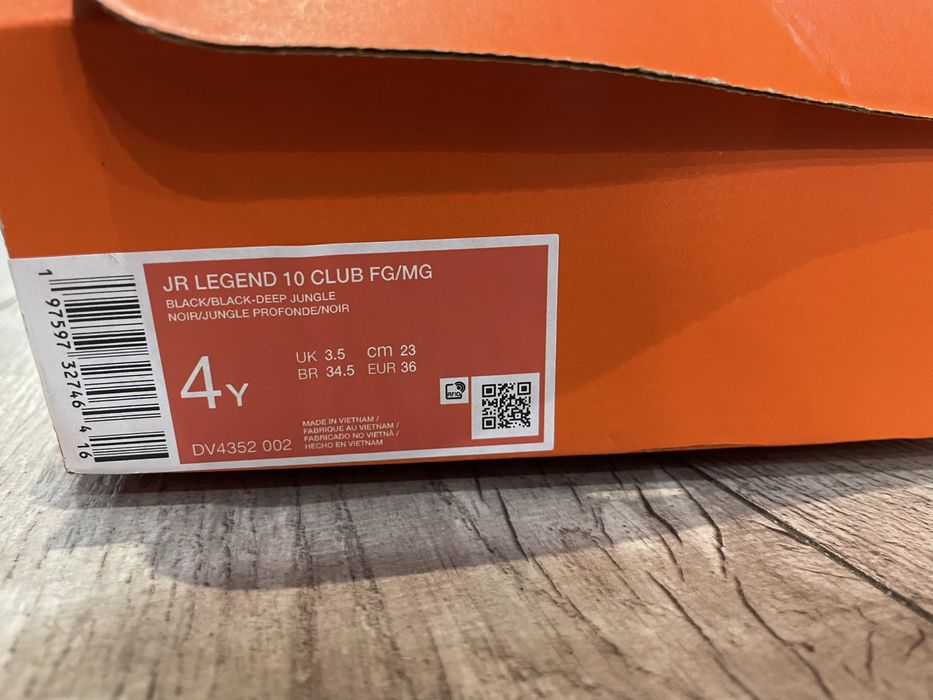 JR LEGEND 10 CLUB FG/MG
BLACK/BLACK-DEEP JUNGLE
NOIR/JUNGLE PROFONDE/NOIR
4Y
UK 3.5 cm 23
BR 34.5 EUR 36
RFID
MADE IN VIETNAM /
FABRIQUE AU VIETNAM /
FABRICADO NO VIETNÃ /
HECHO EN VIETNAM
DV4352 002
1 97597 32746 4 16